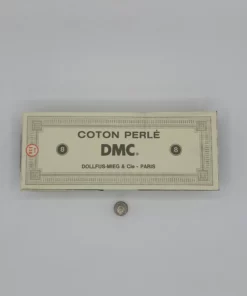 COTON PERLÉ
8 DMC® 8
DOLLFUS-MIEG & Cie - PARIS